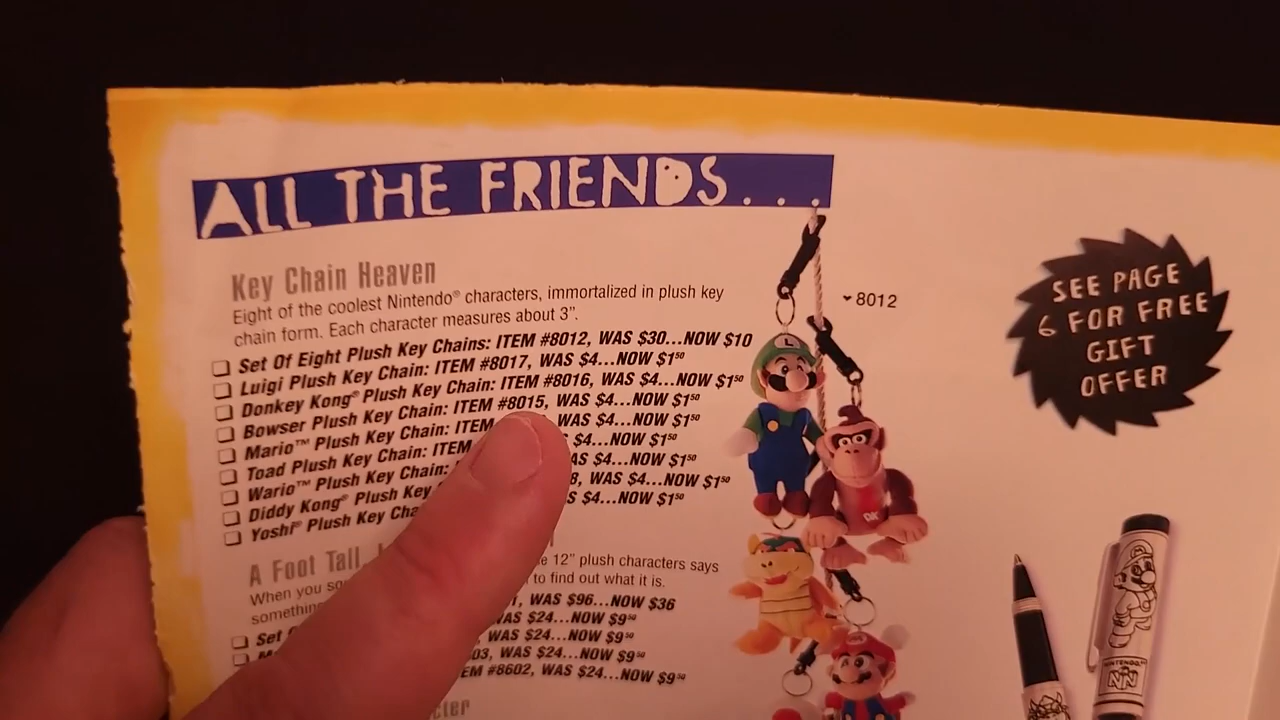 ALL THE FRIENDS...
Key Chain Heaven
Eight of the coolest Nintendo® characters, immortalized in plush key
chain form. Each character measures about 3”.
❏ Set Of Eight Plush Key Chains: ITEM #8012, WAS $30...NOW $10
❏ Luigi Plush Key Chain: ITEM #8017, WAS $4...NOW $1⁵⁰
❏ Donkey Kong® Plush Key Chain: ITEM #8016, WAS $4...NOW $1⁵⁰
❏ Bowser Plush Key Chain: ITEM #8015, WAS $4...NOW $1⁵⁰
❏ Mario™ Plush Key Chain: ITEM WAS $4...NOW $1⁵⁰
❏ Toad Plush Key Chain: ITEM $4...NOW $1⁵⁰
❏ Wario™ Plush Key Chain: AS $4...NOW $1⁵⁰
❏ Diddy Kong® Plush Key 8, WAS $4...NOW $1⁵⁰
❏ Yoshi® Plush Key Cha S $4...NOW $1⁵⁰
A Foot Tall
When you 12” plush characters says
something to find out what it is.
❏ Set WAS $96...NOW $36
WAS $24...NOW $9⁵⁰
WAS $24...NOW $9⁵⁰
03, WAS $24...NOW $9⁵⁰
EM #8602, WAS $24...NOW $9⁵⁰
8012
L
DK
SEE PAGE
6 FOR FREE
GIFT
OFFER
NINTENDO